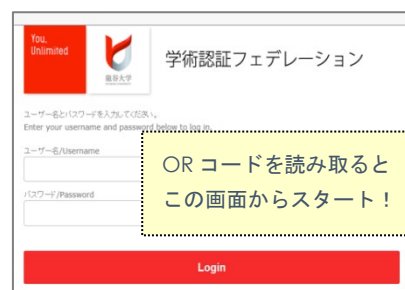 You,
Unlimited
龍谷大学
学術認証フェデレーション
ユーザー名とパスワードを入力してください。
Enter your username and password below to log in.
ユーザー名/Username
パスワード/Password
OR コードを読み取ると
この画面からスタート！
Login